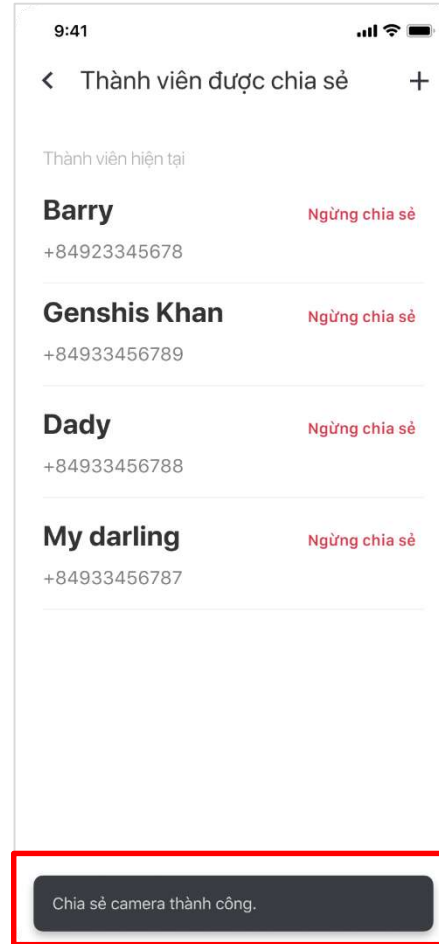 9:41
Thành viên được chia sẻ
Thành viên hiện tại
Barry
Ngừng chia sẻ
+84923345678
Genshis Khan
Ngừng chia sẻ
+84933456789
Dady
Ngừng chia sẻ
+84933456788
My darling
Ngừng chia sẻ
+84933456787
Chia sẻ camera thành công.